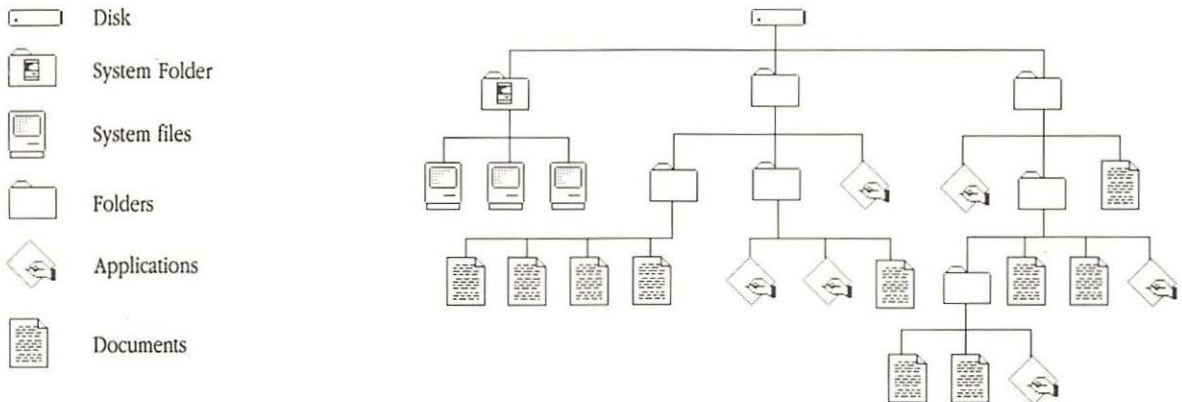 Disk
System Folder
System files
Folders
Applications
Documents